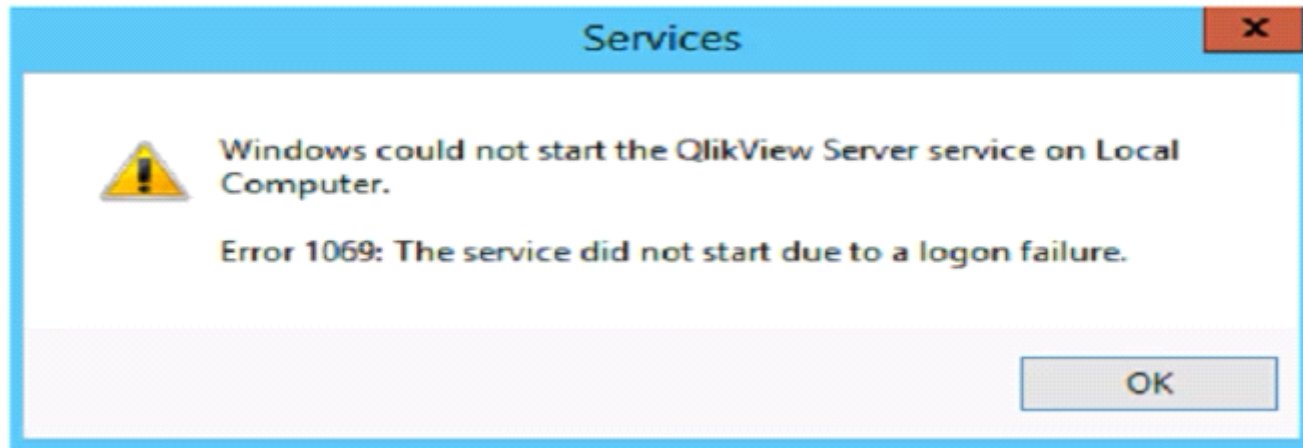 Services
Windows could not start the QlikView Server service on Local
Computer.
Error 1069: The service did not start due to a logon failure.
OK